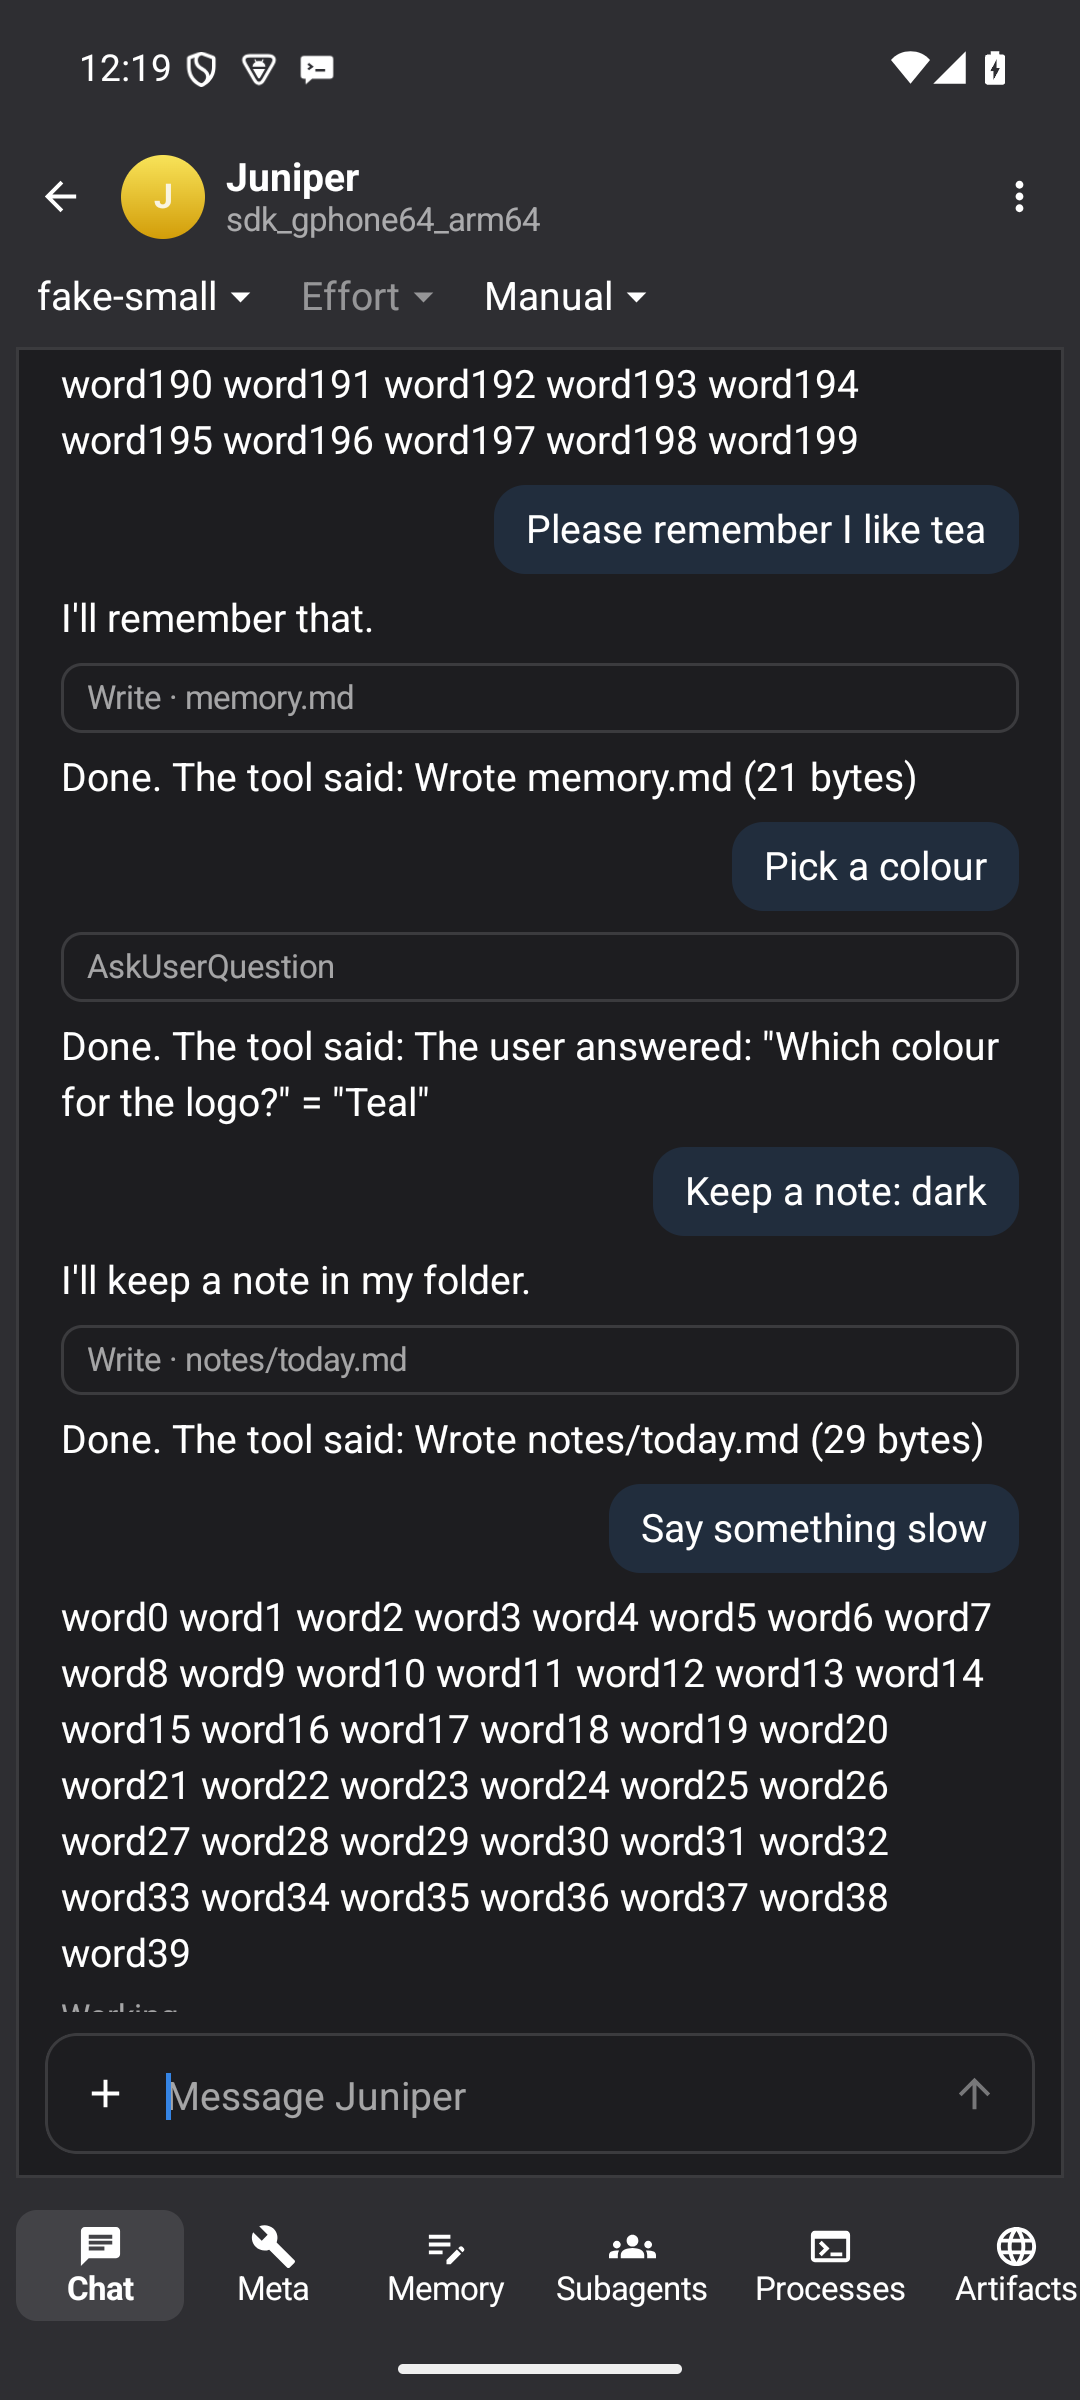 12:19
J
Juniper
sdk_gphone64_arm64
fake-small
Effort
Manual
word190 word191 word192 word193 word194
word195 word196 word197 word198 word199
Please remember I like tea
I'll remember that.
Write · memory.md
Done. The tool said: Wrote memory.md (21 bytes)
Pick a colour
AskUserQuestion
Done. The tool said: The user answered: "Which colour
for the logo?" = "Teal"
Keep a note: dark
I'll keep a note in my folder.
Write · notes/today.md
Done. The tool said: Wrote notes/today.md (29 bytes)
Say something slow
word0 word1 word2 word3 word4 word5 word6 word7
word8 word9 word10 word11 word12 word13 word14
word15 word16 word17 word18 word19 word20
word21 word22 word23 word24 word25 word26
word27 word28 word29 word30 word31 word32
word33 word34 word35 word36 word37 word38
word39
Working
Message Juniper
Chat
Meta
Memory
Subagents
Processes
Artifacts